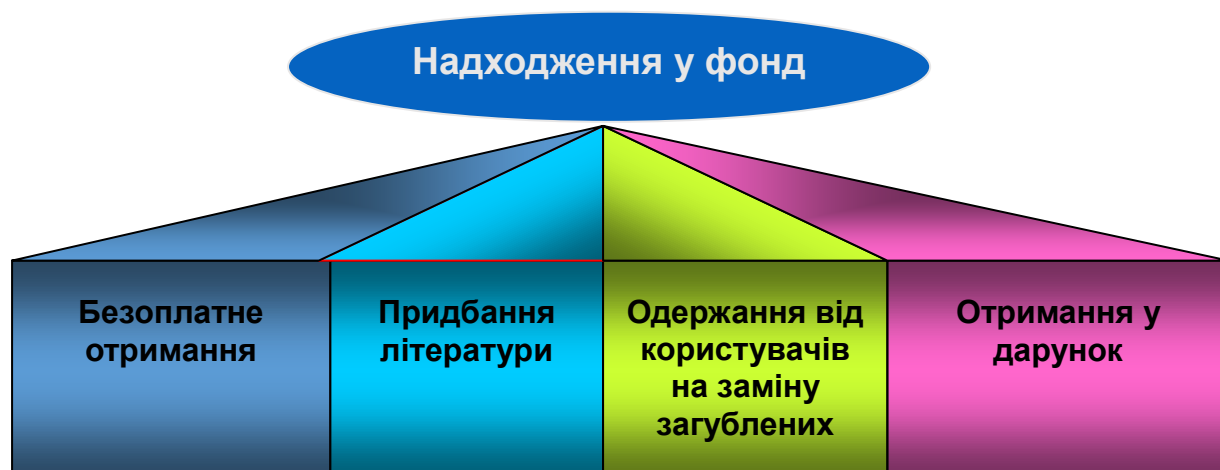 Надходження у фонд
Безоплатне
отримання
Придбання
літератури
Одержання від
користувачів
на заміну
загублених
Отримання у
дарунок